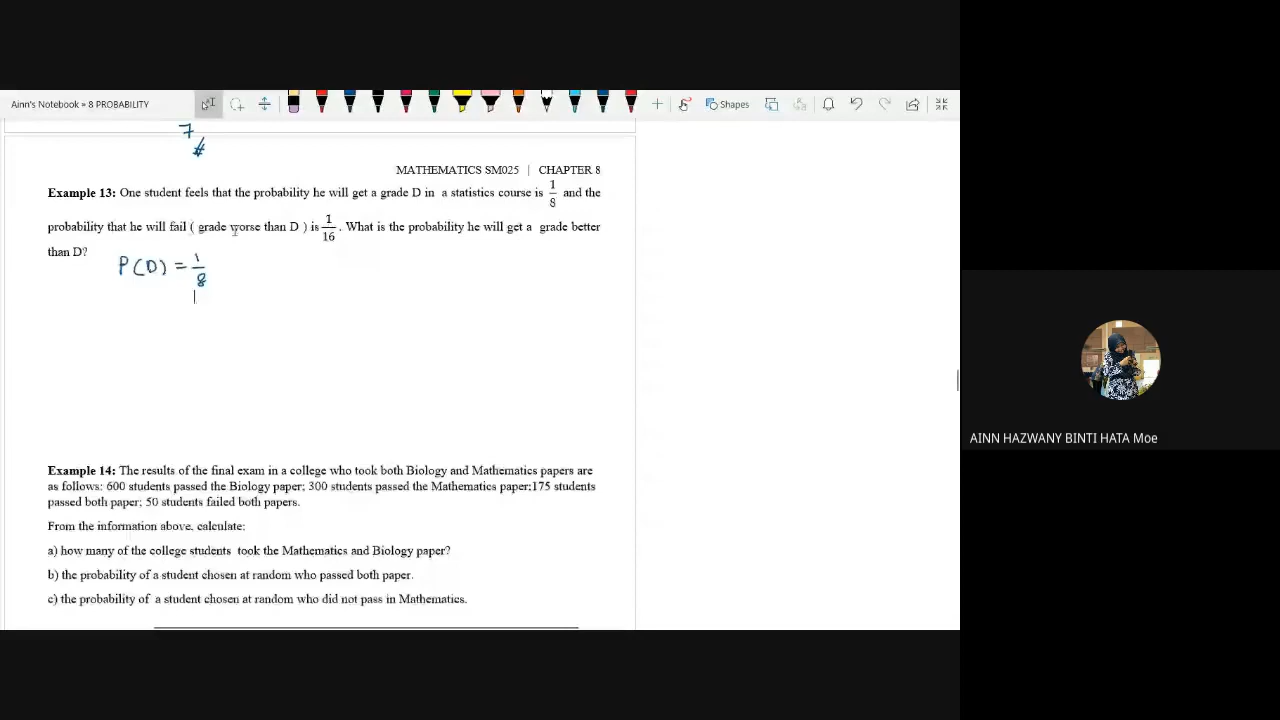 Ainn's Notebook » 8 PROBABILITY
Shapes
7
#
MATHEMATICS SM025 | CHAPTER 8
Example 13: One student feels that the probability he will get a grade D in a statistics course is 1/8 and the
probability that he will fail ( grade worse than D ) is 1/16 . What is the probability he will get a grade better
than D?
P(D) = 1/8
Example 14: The results of the final exam in a college who took both Biology and Mathematics papers are
as follows: 600 students passed the Biology paper; 300 students passed the Mathematics paper;175 students
passed both paper; 50 students failed both papers.
From the information above, calculate:
a) how many of the college students took the Mathematics and Biology paper?
b) the probability of a student chosen at random who passed both paper.
c) the probability of a student chosen at random who did not pass in Mathematics.
AINN HAZWANY BINTI HATA Moe